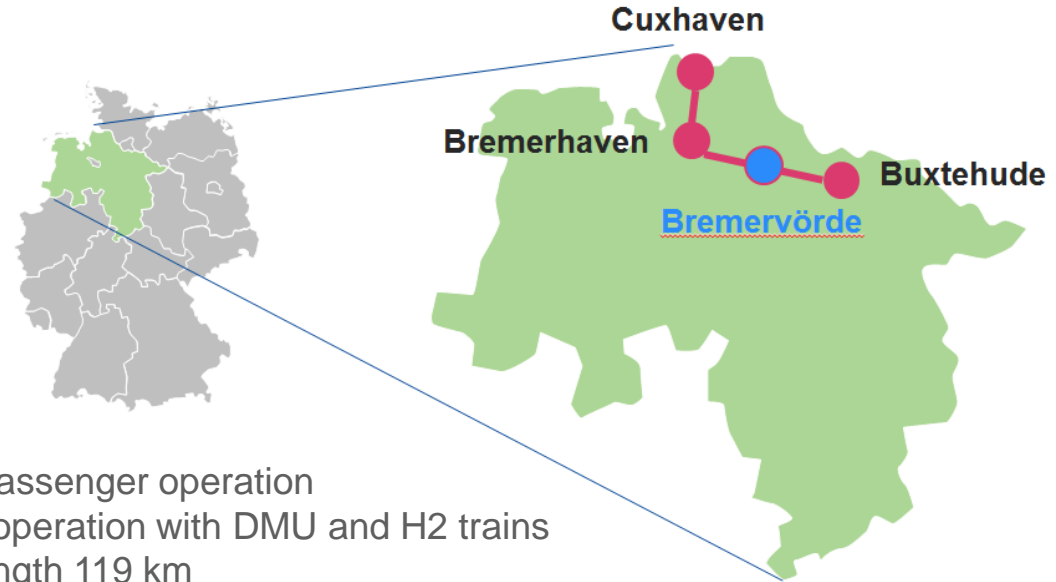 Cuxhaven
Bremerhaven
Buxtehude
Bremervörde
assenger operation
operation with DMU and H2 trains
ngth 119 km